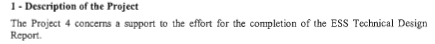 1 - Description of the Project
The Project 4 concerns a support to the effort for the completion of the ESS Technical Design
Report.